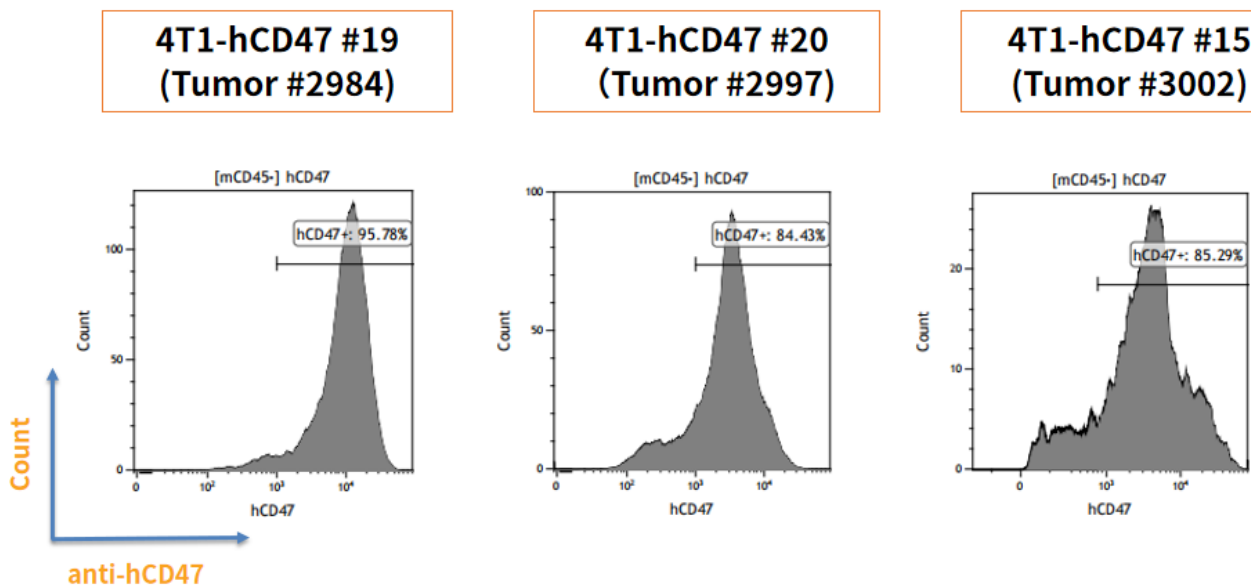 4T1-hCD47 #19
(Tumor #2984)
4T1-hCD47 #20
(Tumor #2997)
4T1-hCD47 #15
(Tumor #3002)
[mCD45-] hCD47
hCD47+: 95.78%
100
50
0
Count
0 10² 10³ 10⁴
hCD47
[mCD45-] hCD47
hCD47+: 84.43%
100
50
0
Count
0 10² 10³ 10⁴
hCD47
[mCD45-] hCD47
hCD47+: 85.29%
20
10
0
Count
0 10³ 10⁴
hCD47
Count
anti-hCD47